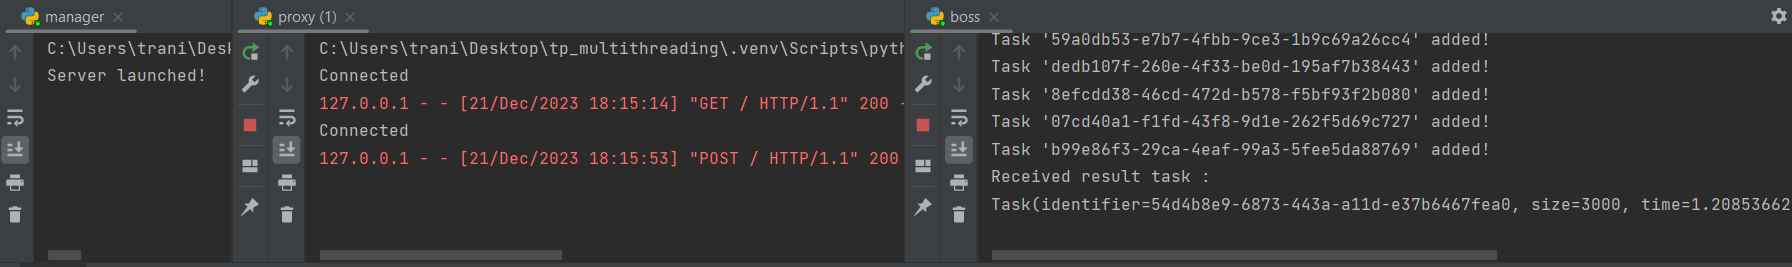 manager
C:\Users\trani\Desk
Server launched!
proxy (1)
C:\Users\trani\Desktop\tp_multithreading\.venv\Scripts\pyth
Connected
127.0.0.1 - - [21/Dec/2023 18:15:14] "GET / HTTP/1.1" 200 -
Connected
127.0.0.1 - - [21/Dec/2023 18:15:53] "POST / HTTP/1.1" 200
boss
Task '59a0db53-e7b7-4fbb-9ce3-1b9c69a26cc4' added!
Task 'dedb107f-260e-4f33-be0d-195af7b38443' added!
Task '8efcdd38-46cd-472d-b578-f5bf93f2b080' added!
Task '07cd40a1-f1fd-43f8-9d1e-262f5d69c727' added!
Task 'b99e86f3-29ca-4eaf-99a3-5fee5da88769' added!
Received result task :
Task(identifier=54d4b8e9-6873-443a-a11d-e37b6467fea0, size=3000, time=1.20853662